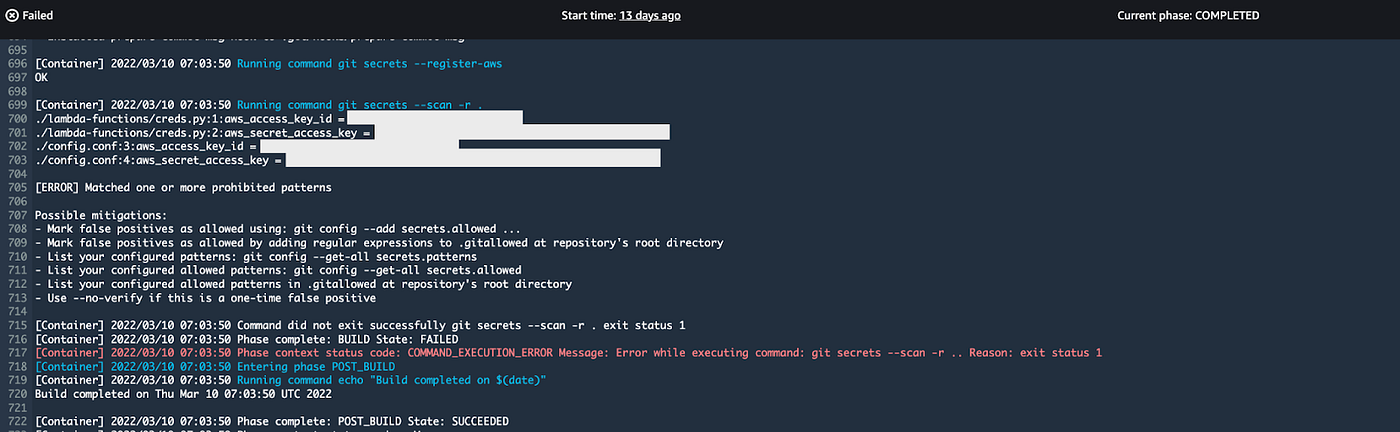 Failed Start time: 13 days ago Current phase: COMPLETED
695
696 [Container] 2022/03/10 07:03:50 Running command git secrets --register-aws
697 OK
698
699 [Container] 2022/03/10 07:03:50 Running command git secrets --scan -r .
700 ./lambda-functions/creds.py:1:aws_access_key_id =
701 ./lambda-functions/creds.py:2:aws_secret_access_key =
702 ./config.conf:3:aws_access_key_id =
703 ./config.conf:4:aws_secret_access_key =
704
705 [ERROR] Matched one or more prohibited patterns
706
707 Possible mitigations:
708 - Mark false positives as allowed using: git config --add secrets.allowed ...
709 - Mark false positives as allowed by adding regular expressions to .gitallowed at repository's root directory
710 - List your configured patterns: git config --get-all secrets.patterns
711 - List your configured allowed patterns: git config --get-all secrets.allowed
712 - List your configured allowed patterns in .gitallowed at repository's root directory
713 - Use --no-verify if this is a one-time false positive
714
715 [Container] 2022/03/10 07:03:50 Command did not exit successfully git secrets --scan -r . exit status 1
716 [Container] 2022/03/10 07:03:50 Phase complete: BUILD State: FAILED
717 [Container] 2022/03/10 07:03:50 Phase context status code: COMMAND_EXECUTION_ERROR Message: Error while executing command: git secrets --scan -r .. Reason: exit status 1
718 [Container] 2022/03/10 07:03:50 Entering phase POST_BUILD
719 [Container] 2022/03/10 07:03:50 Running command echo "Build completed on $(date)"
720 Build completed on Thu Mar 10 07:03:50 UTC 2022
721
722 [Container] 2022/03/10 07:03:50 Phase complete: POST_BUILD State: SUCCEEDED